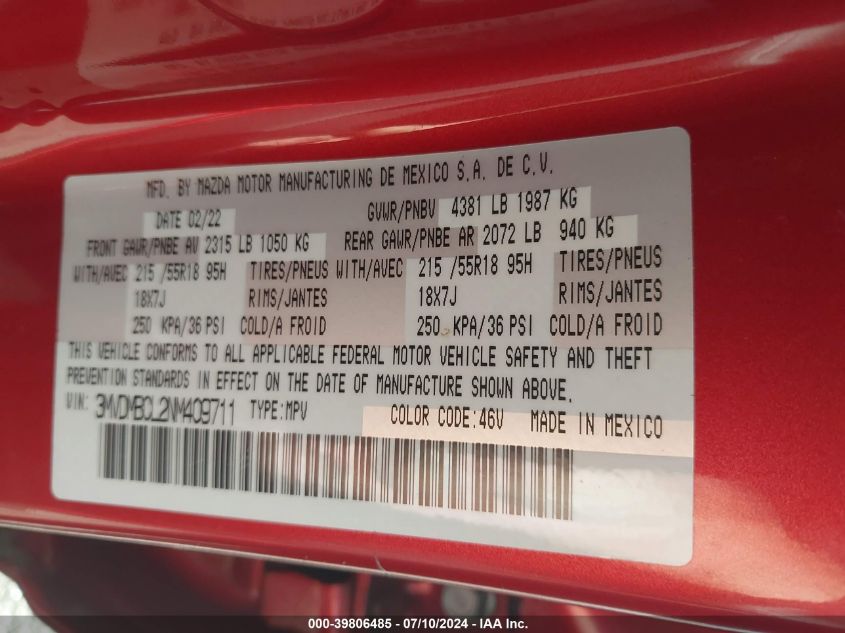 MFD. BY MAZDA MOTOR MANUFACTURING DE MEXICO S.A. DE C.V.
DATE 02/22 GVWR/PNBV 4381 LB 1987 KG
FRONT GAWR/PNBE AV 2315 LB 1050 KG REAR GAWR/PNBE AR 2072 LB 940 KG
WITH/AVEC 215 /55R18 95H TIRES/PNEUS WITH/AVEC 215 /55R18 95H TIRES/PNEUS
18X7J RIMS/JANTES 18X7J RIMS/JANTES
250 KPA/36 PSI COLD/A FROID 250 KPA/36 PSI COLD/A FROID
THIS VEHICLE CONFORMS TO ALL APPLICABLE FEDERAL MOTOR VEHICLE SAFETY AND THEFT
PREVENTION STANDARDS IN EFFECT ON THE DATE OF MANUFACTURE SHOWN ABOVE.
VIN: 3MVDMBCL2NM409711 TYPE:MPV COLOR CODE:46V MADE IN MEXICO
000-39806485 - 07/10/2024 - IAA Inc.